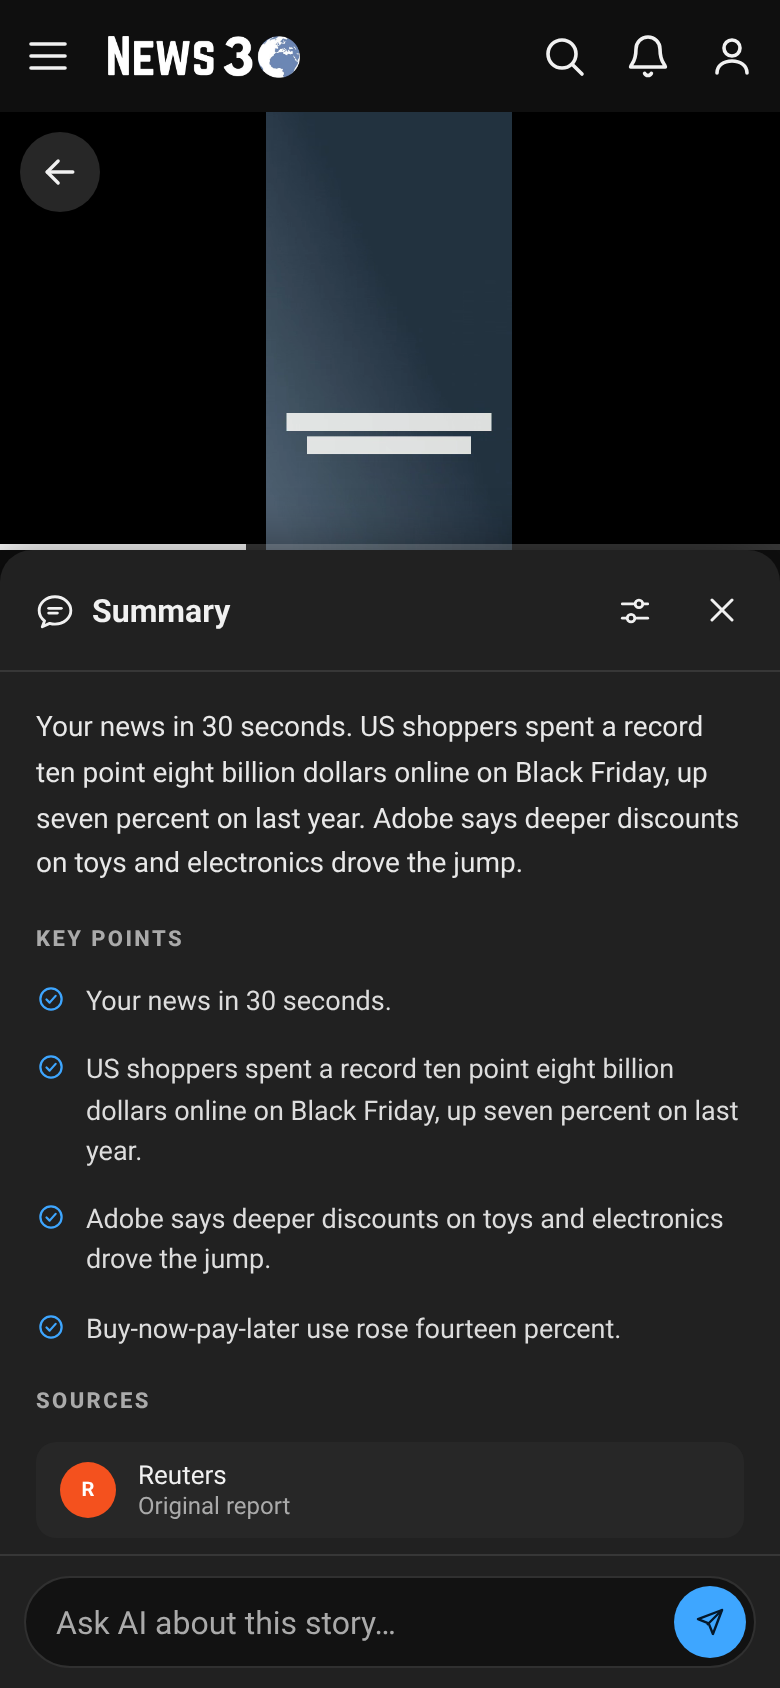 NEWS 30
Summary
Your news in 30 seconds. US shoppers spent a record
ten point eight billion dollars online on Black Friday, up
seven percent on last year. Adobe says deeper discounts
on toys and electronics drove the jump.
KEY POINTS
Your news in 30 seconds.
US shoppers spent a record ten point eight billion
dollars online on Black Friday, up seven percent on last
year.
Adobe says deeper discounts on toys and electronics
drove the jump.
Buy-now-pay-later use rose fourteen percent.
SOURCES
R
Reuters
Original report
Ask AI about this story…